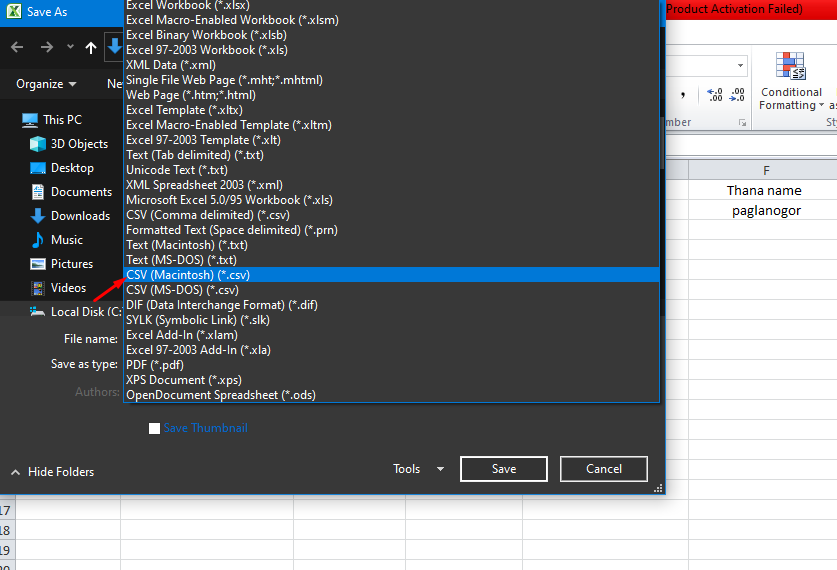 Save As
Product Activation Failed)
Organize
Ne
This PC
3D Objects
Desktop
Documents
Downloads
Music
Pictures
Videos
Local Disk (C:
Excel Workbook (*.xlsx)
Excel Macro-Enabled Workbook (*.xlsm)
Excel Binary Workbook (*.xlsb)
Excel 97-2003 Workbook (*.xls)
XML Data (*.xml)
Single File Web Page (*.mht;*.mhtml)
Web Page (*.htm;*.html)
Excel Template (*.xltx)
Excel Macro-Enabled Template (*.xltm)
Excel 97-2003 Template (*.xlt)
Text (Tab delimited) (*.txt)
Unicode Text (*.txt)
XML Spreadsheet 2003 (*.xml)
Microsoft Excel 5.0/95 Workbook (*.xls)
CSV (Comma delimited) (*.csv)
Formatted Text (Space delimited) (*.prn)
Text (Macintosh) (*.txt)
Text (MS-DOS) (*.txt)
CSV (Macintosh) (*.csv)
CSV (MS-DOS) (*.csv)
DIF (Data Interchange Format) (*.dif)
SYLK (Symbolic Link) (*.slk)
Excel Add-In (*.xlam)
Excel 97-2003 Add-In (*.xla)
PDF (*.pdf)
XPS Document (*.xps)
OpenDocument Spreadsheet (*.ods)
File name:
Save as type:
Authors:
Save Thumbnail
Hide Folders
Tools
Save
Cancel
, .00 .0
Conditional
Formatting
as
mber
Sty
F
Thana name
paglanogor
17
18
19